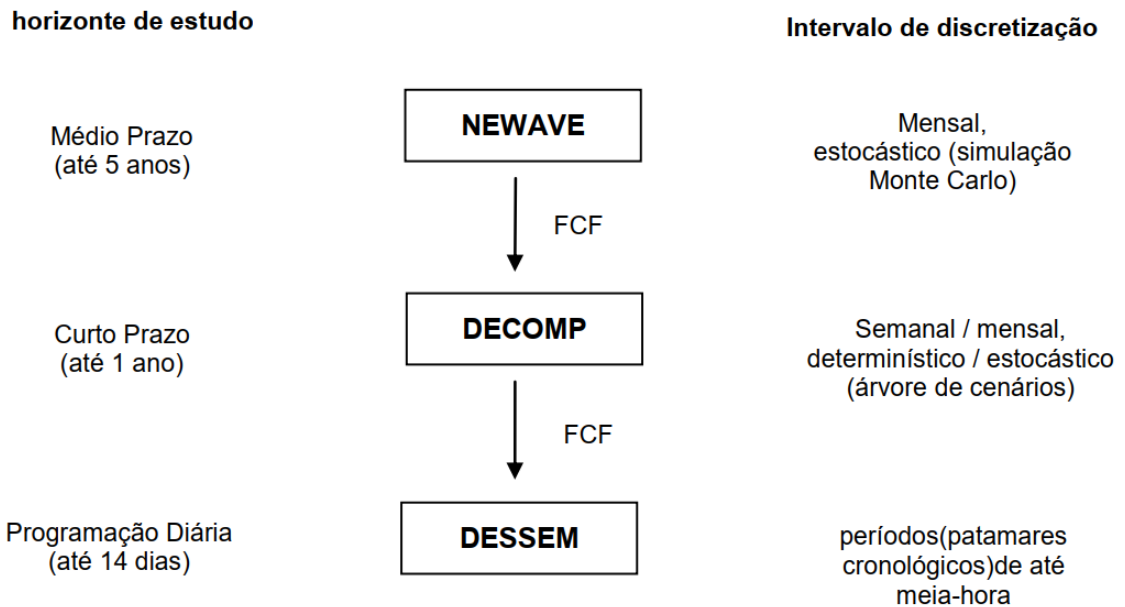 horizonte de estudo
Intervalo de discretização
Médio Prazo
(até 5 anos)
NEWAVE
Mensal,
estocástico (simulação
Monte Carlo)
FCF
Curto Prazo
(até 1 ano)
DECOMP
Semanal / mensal,
determinístico / estocástico
(árvore de cenários)
FCF
Programação Diária
(até 14 dias)
DESSEM
períodos(patamares
cronológicos)de até
meia-hora